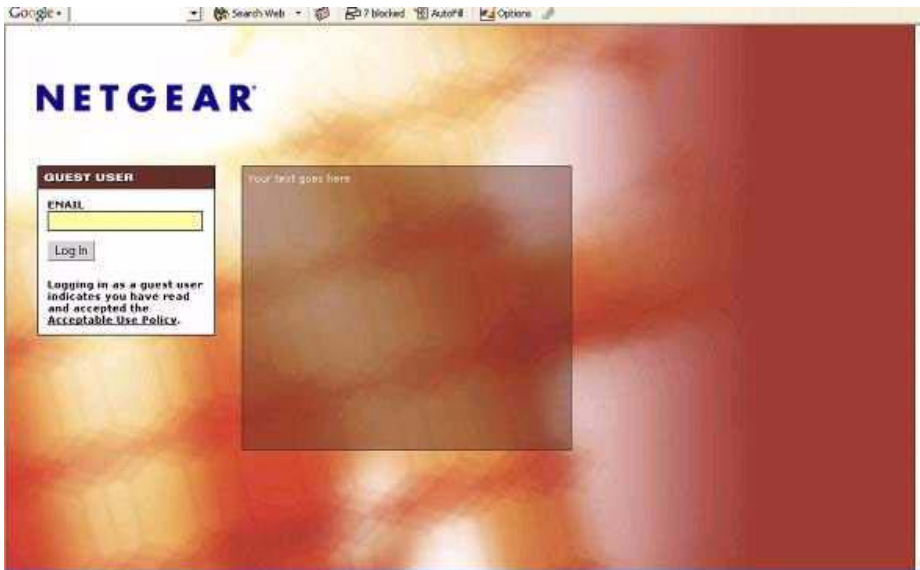 Google
Search Web
7 blocked
AutoFill
Options
NETGEAR
GUEST USER
EMAIL
Log In
Logging in as a guest user
indicates you have read
and accepted the
Acceptable Use Policy.
Your text goes here